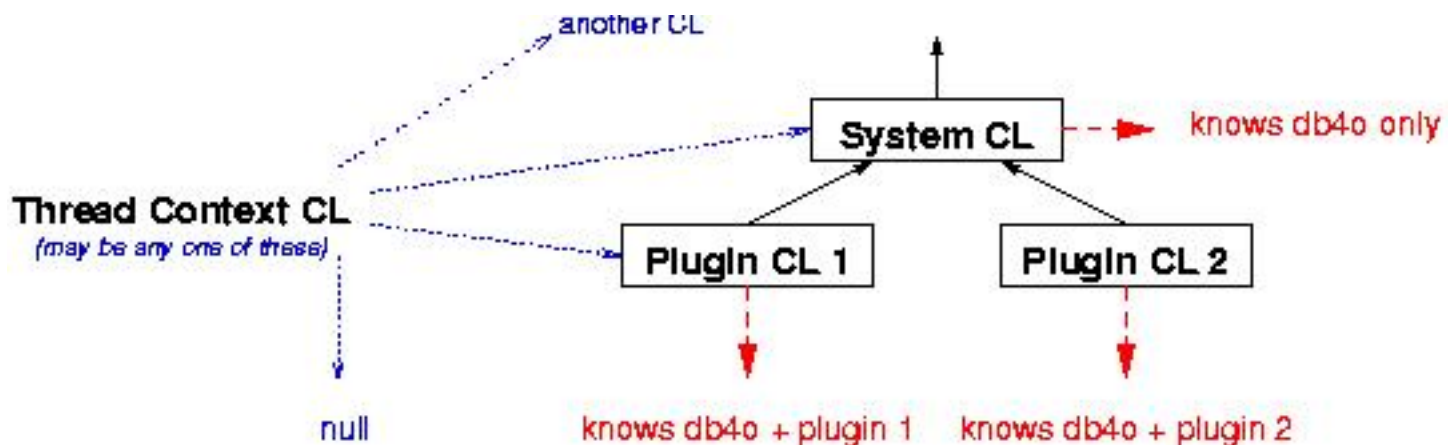 another CL
System CL
knows db4o only
Thread Context CL
(may be any one of these)
Plugin CL 1
Plugin CL 2
null
knows db4o + plugin 1
knows db4o + plugin 2